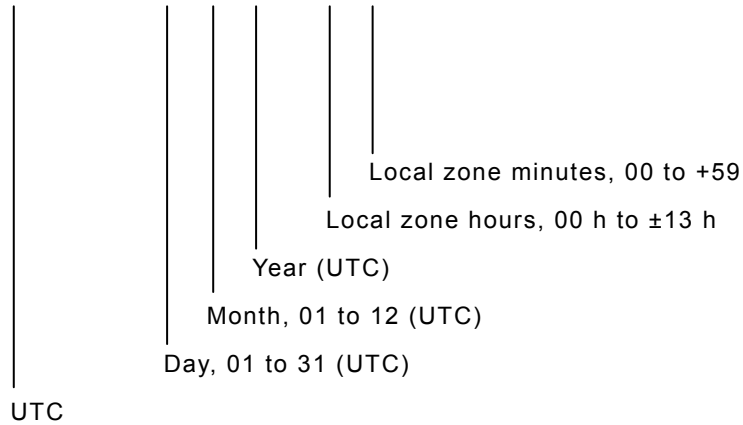 Local zone minutes, 00 to +59
Local zone hours, 00 h to ±13 h
Year (UTC)
Month, 01 to 12 (UTC)
Day, 01 to 31 (UTC)
UTC